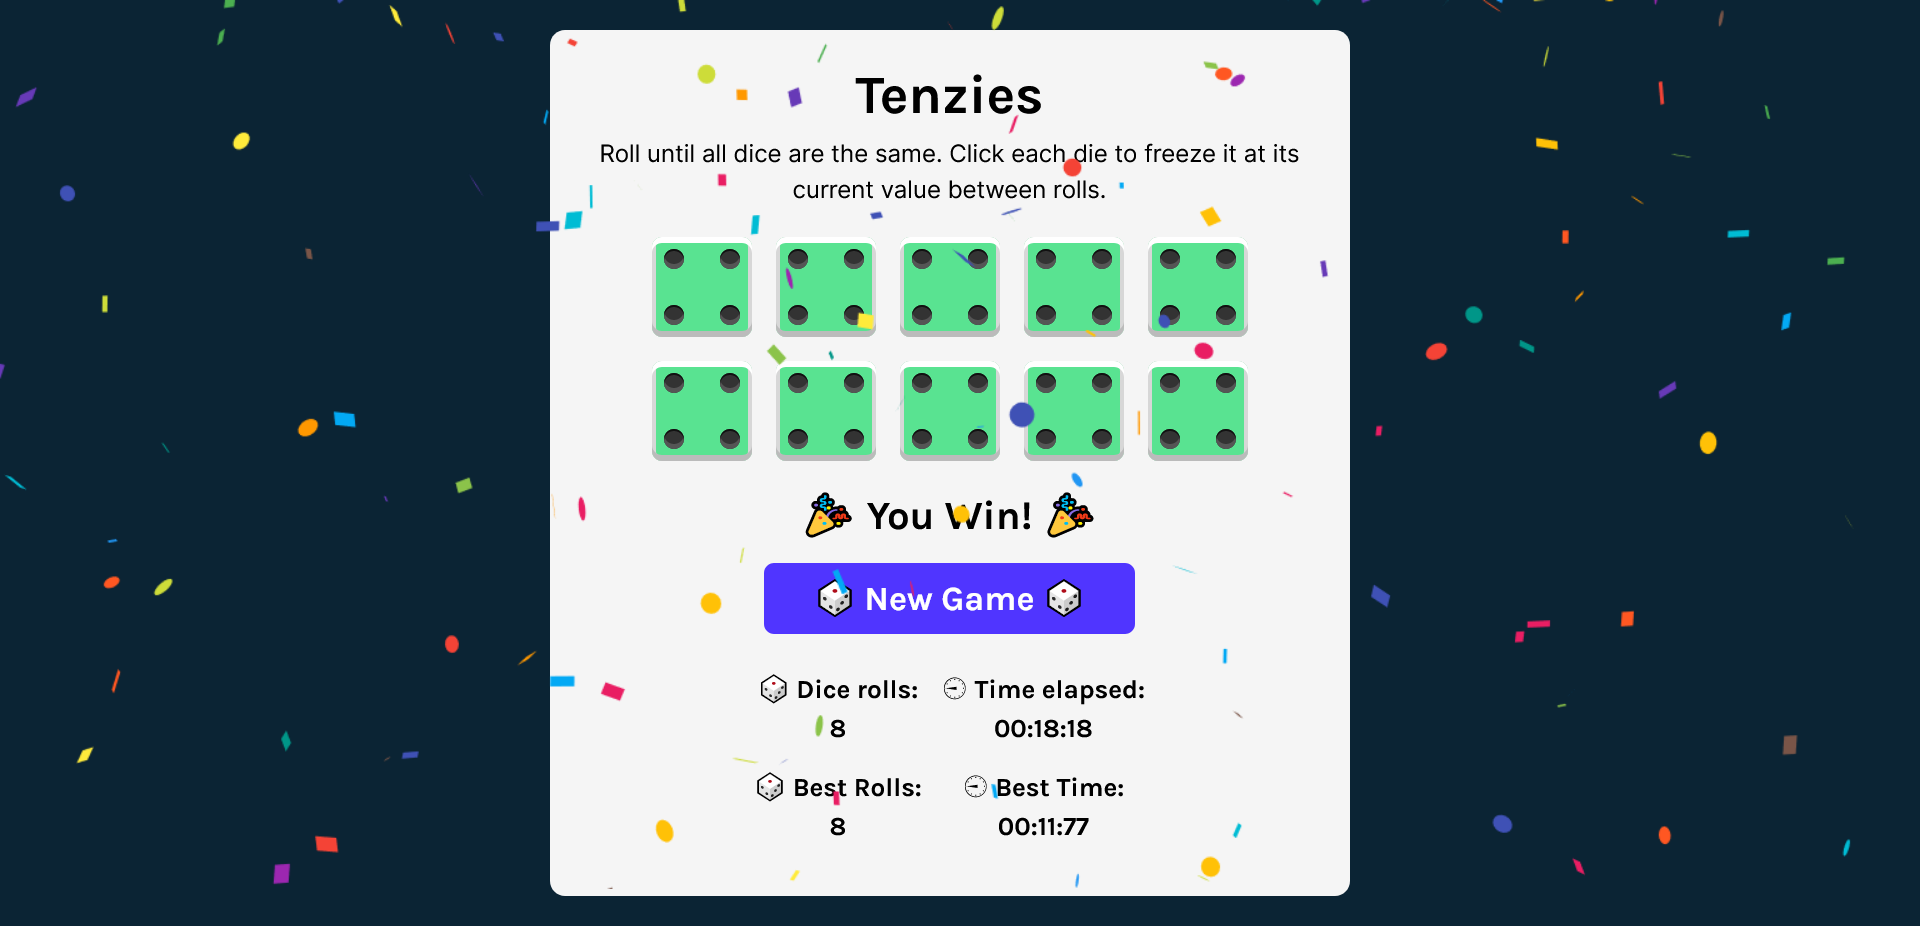 Tenzies
Roll until all dice are the same. Click each die to freeze it at its
current value between rolls.
🎉 You Win! 🎉
🎲 New Game 🎲
🎲 Dice rolls:
8
🕘 Time elapsed:
00:18:18
🎲 Best Rolls:
8
🕘 Best Time:
00:11:77